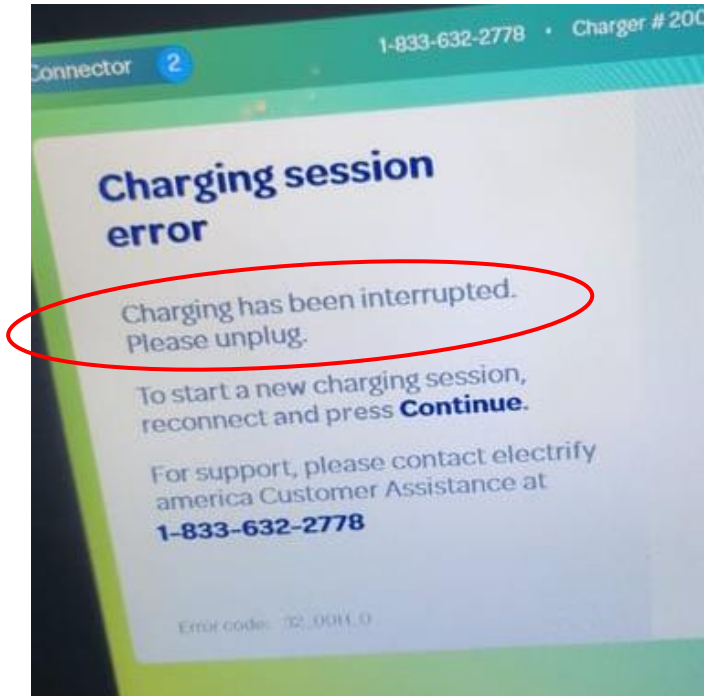 Connector 2
1-833-632-2778 · Charger # 200
Charging session
error
Charging has been interrupted.
Please unplug.
To start a new charging session,
reconnect and press Continue.
For support, please contact electrify
america Customer Assistance at
1-833-632-2778
Error code: